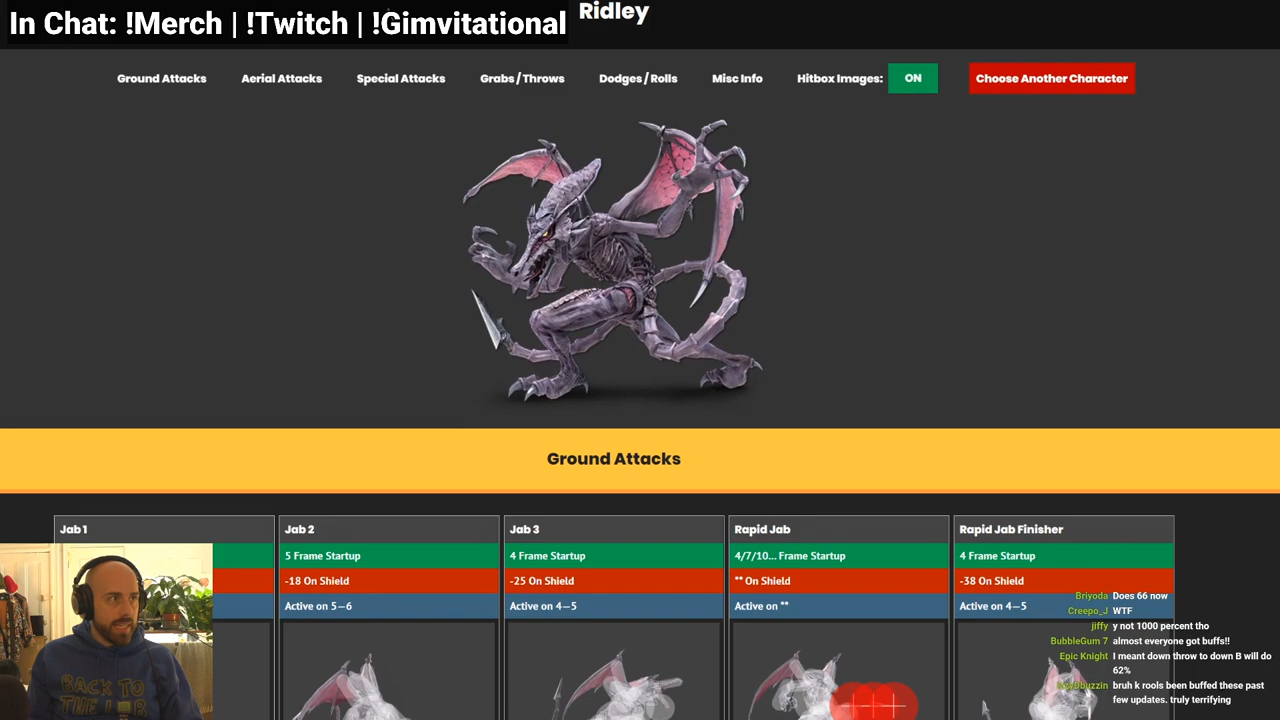 In Chat: !Merch | !Twitch | !Gimvitational
Ridley
Ground Attacks
Aerial Attacks
Special Attacks
Grabs / Throws
Dodges / Rolls
Misc Info
Hitbox Images:
ON
Choose Another Character
Ground Attacks
Jab 1
Jab 2
5 Frame Startup
-18 On Shield
Active on 5—6
Jab 3
4 Frame Startup
-25 On Shield
Active on 4—5
Rapid Jab
4/7/10... Frame Startup
** On Shield
Active on **
Rapid Jab Finisher
4 Frame Startup
-38 On Shield
Active on 4—5
BACK TO
THE LAB
Briyoda Does 66 now
Creepo_J WTF
jiffy y not 1000 percent tho
BubbleGum 7 almost everyone got buffs!!
Epic Knight I meant down throw to down B will do
62%
bruh k rools been buffed these past
few updates. truly terrifying